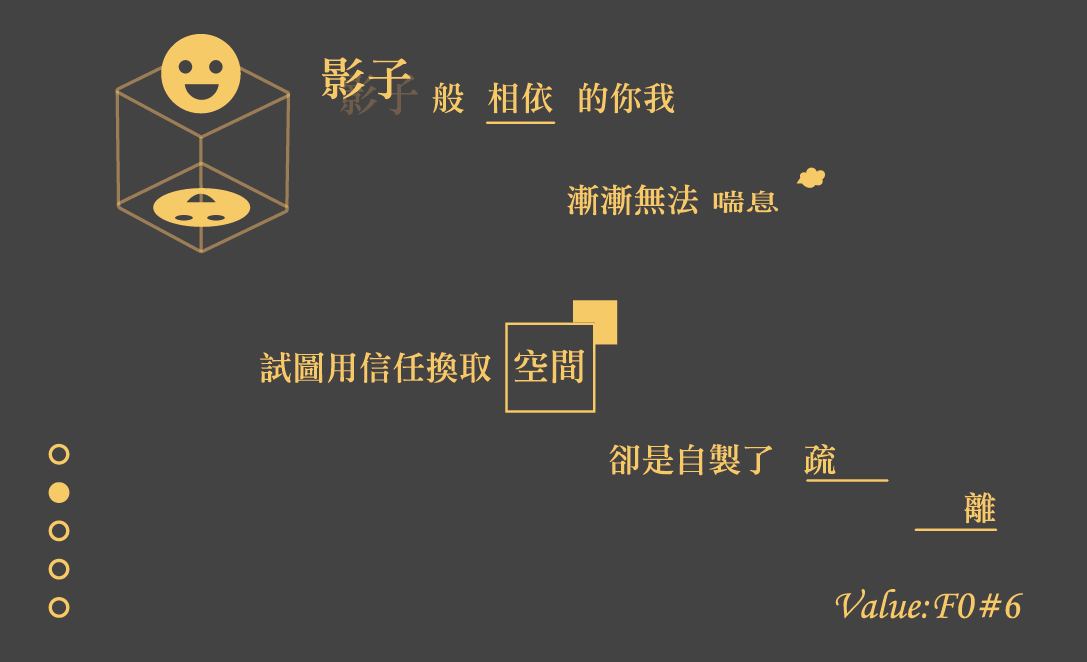 影子般 相依 的你我
漸漸無法 喘息
試圖用信任換取 空間
卻是自製了 疏
離
Value:F0#6